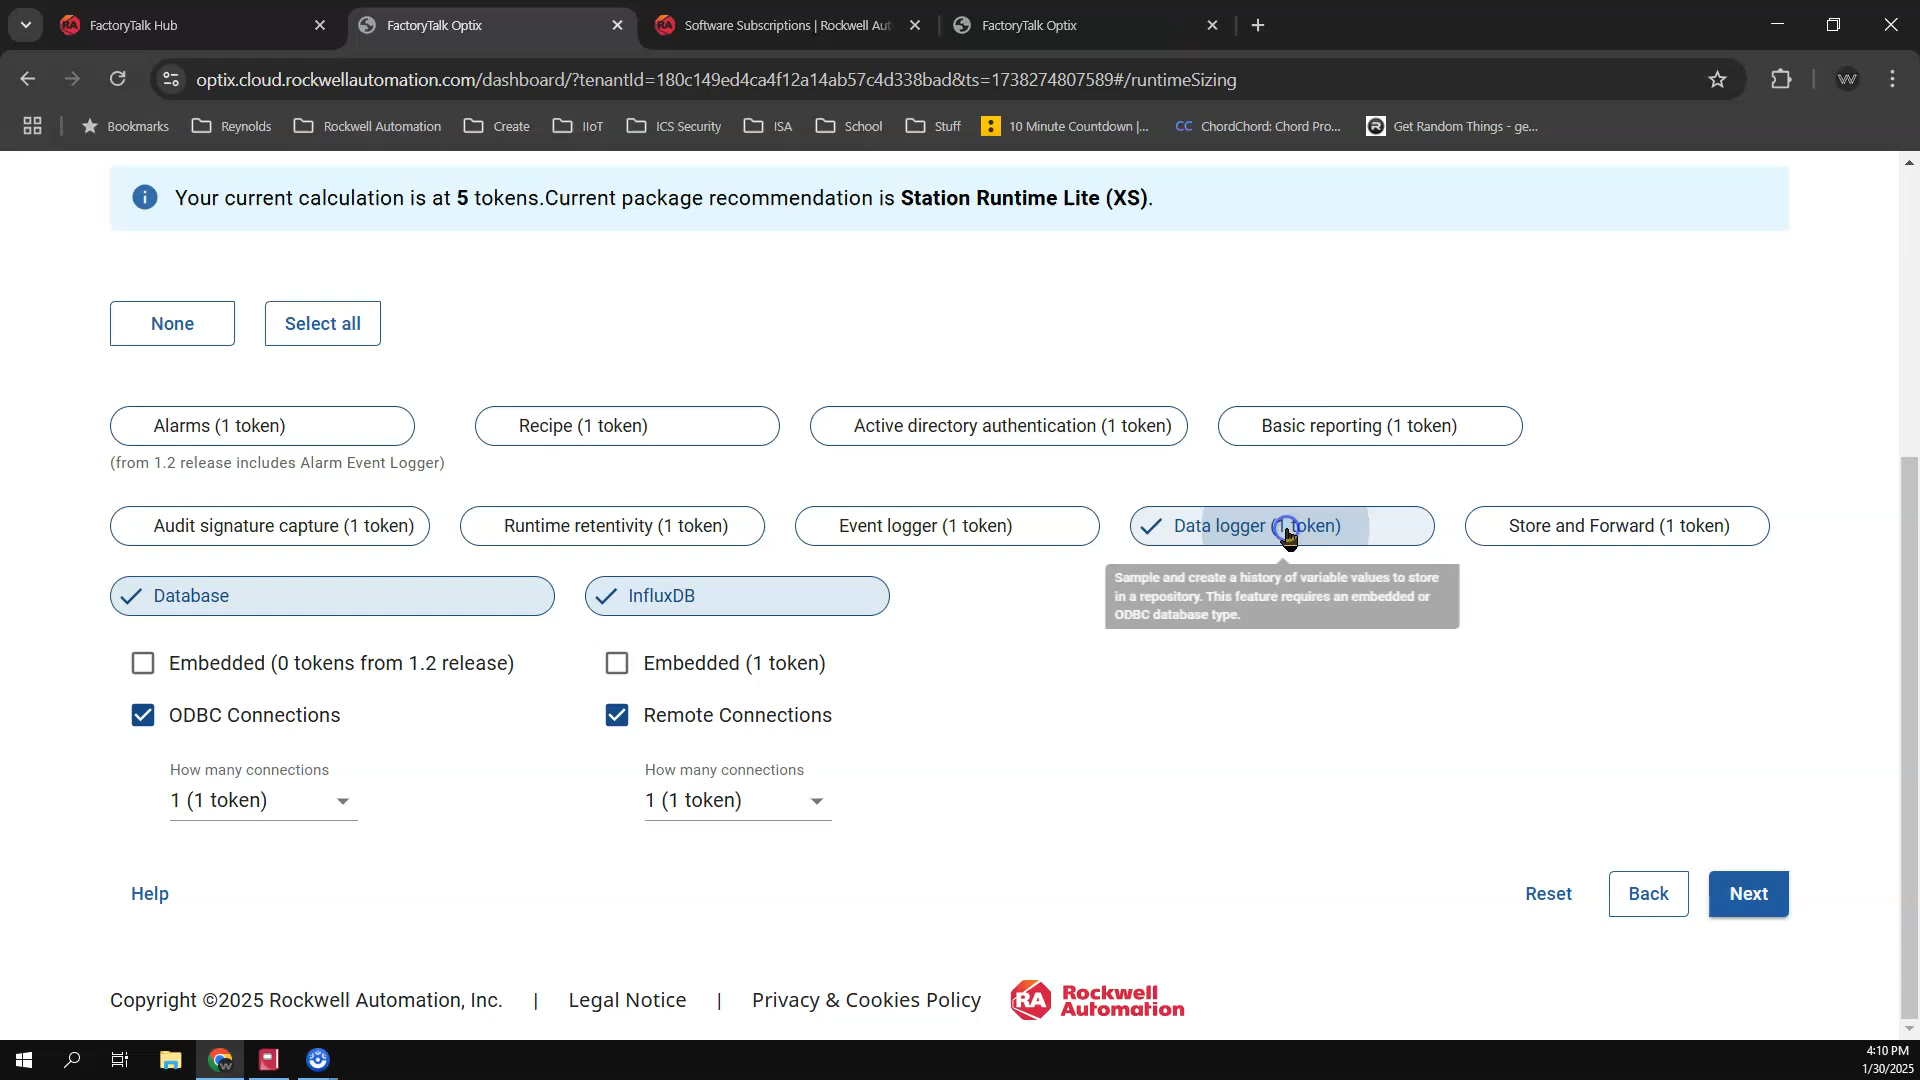 FactoryTalk Hub
FactoryTalk Optix
Software Subscriptions | Rockwell Aut
FactoryTalk Optix
optix.cloud.rockwellautomation.com/dashboard/?tenantId=180c149ed4ca4f12a14ab57c4d338bad&ts=1738274807589#/runtimeSizing
Bookmarks
Reynolds
Rockwell Automation
Create
IIoT
ICS Security
ISA
School
Stuff
10 Minute Countdown |...
CC ChordChord: Chord Pro...
Get Random Things - ge...
Your current calculation is at 5 tokens.Current package recommendation is Station Runtime Lite (XS).
None
Select all
Alarms (1 token)
Recipe (1 token)
Active directory authentication (1 token)
Basic reporting (1 token)
(from 1.2 release includes Alarm Event Logger)
Audit signature capture (1 token)
Runtime retentivity (1 token)
Event logger (1 token)
Data logger (1 token)
Store and Forward (1 token)
Sample and create a history of variable values to store
in a repository. This feature requires an embedded or
ODBC database type.
Database
InfluxDB
Embedded (0 tokens from 1.2 release)
Embedded (1 token)
ODBC Connections
Remote Connections
How many connections
How many connections
1 (1 token)
1 (1 token)
Help
Reset
Back
Next
Copyright ©2025 Rockwell Automation, Inc. | Legal Notice | Privacy & Cookies Policy
RA Rockwell
Automation
4:10 PM
1/30/2025